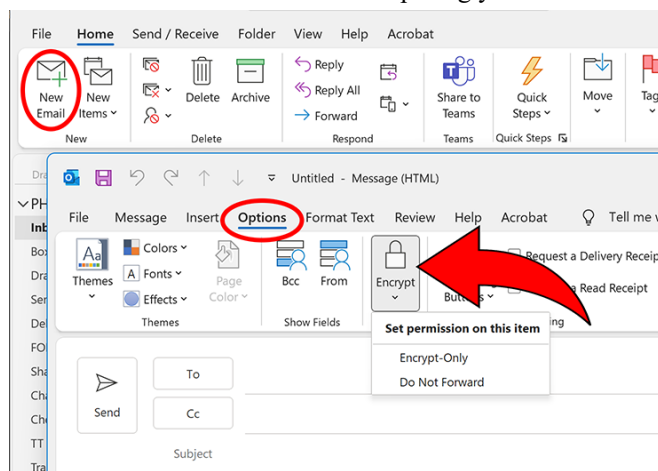 File Home Send / Receive Folder View Help Acrobat
New Email
New Items
Delete
Archive
Reply
Reply All
Forward
Share to Teams
Quick Steps
Move
New Delete Respond Teams Quick Steps
Untitled - Message (HTML)
File Message Insert Options Format Text Review Help Acrobat Tell me
Themes
Colors
Fonts
Effects
Page Color
Bcc
From
Encrypt
Request a Delivery Receip
Read Receipt
Themes Show Fields
Set permission on this item
Encrypt-Only
Do Not Forward
Send
To
Cc
Subject